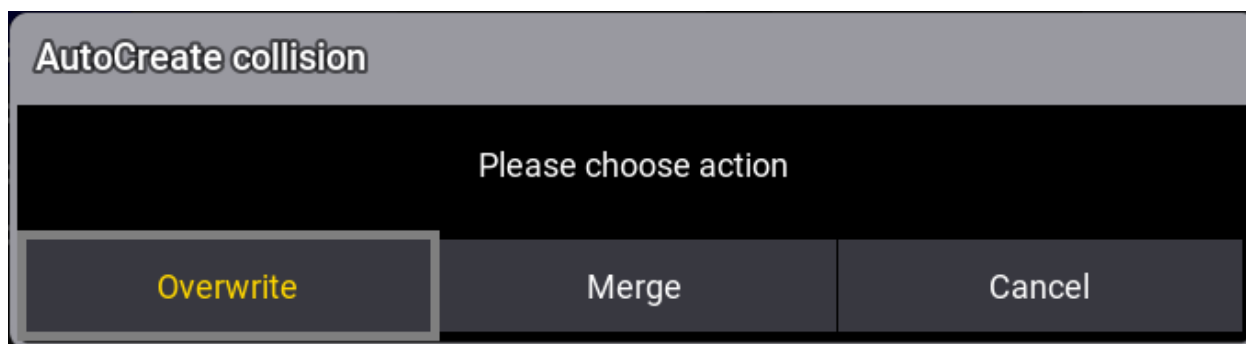 AutoCreate collision
Please choose action
Overwrite
Merge
Cancel